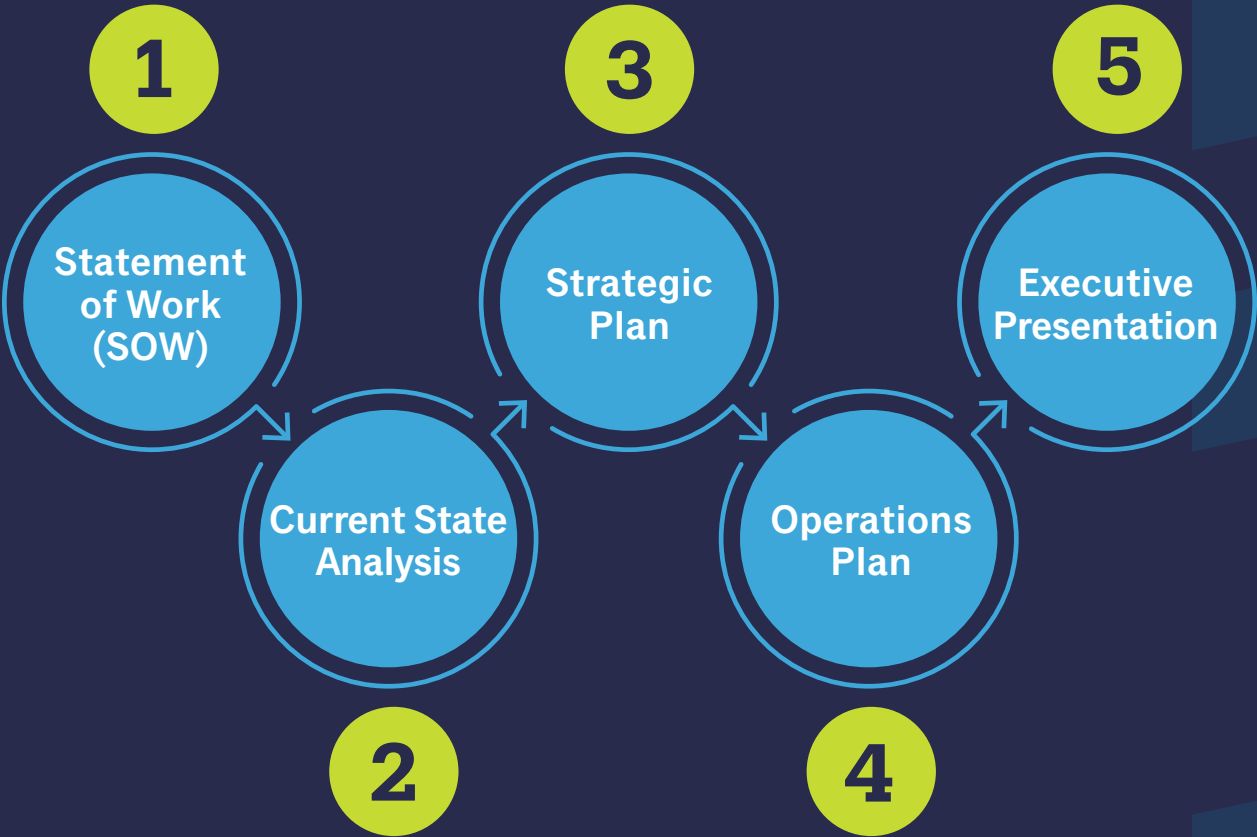 1
Statement
of Work
(SOW)
2
Current State
Analysis
3
Strategic
Plan
4
Operations
Plan
5
Executive
Presentation